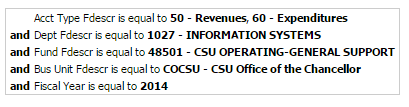 Acct Type Fdescr is equal to 50 - Revenues, 60 - Expenditures
and Dept Fdescr is equal to 1027 - INFORMATION SYSTEMS
and Fund Fdescr is equal to 48501 - CSU OPERATING-GENERAL SUPPORT
and Bus Unit Fdescr is equal to COCSU - CSU Office of the Chancellor
and Fiscal Year is equal to 2014